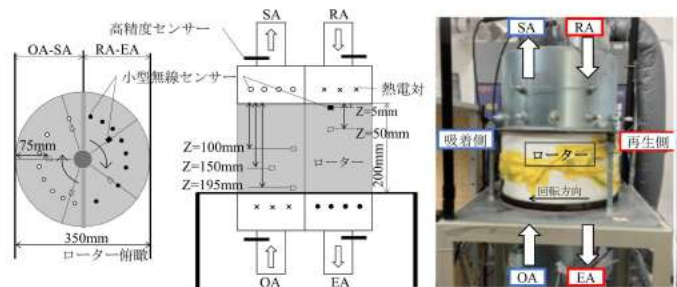 OA-SA
RA-EA
小型無線センサー
75mm
350mm
ローター俯瞰
高精度センサー
SA
RA
熱電対
Z=5mm
Z=50mm
Z=100mm
Z=150mm
Z=195mm
ローター
200mm
OA
EA
SA
RA
吸着側
再生側
ローター
回転方向
OA
EA